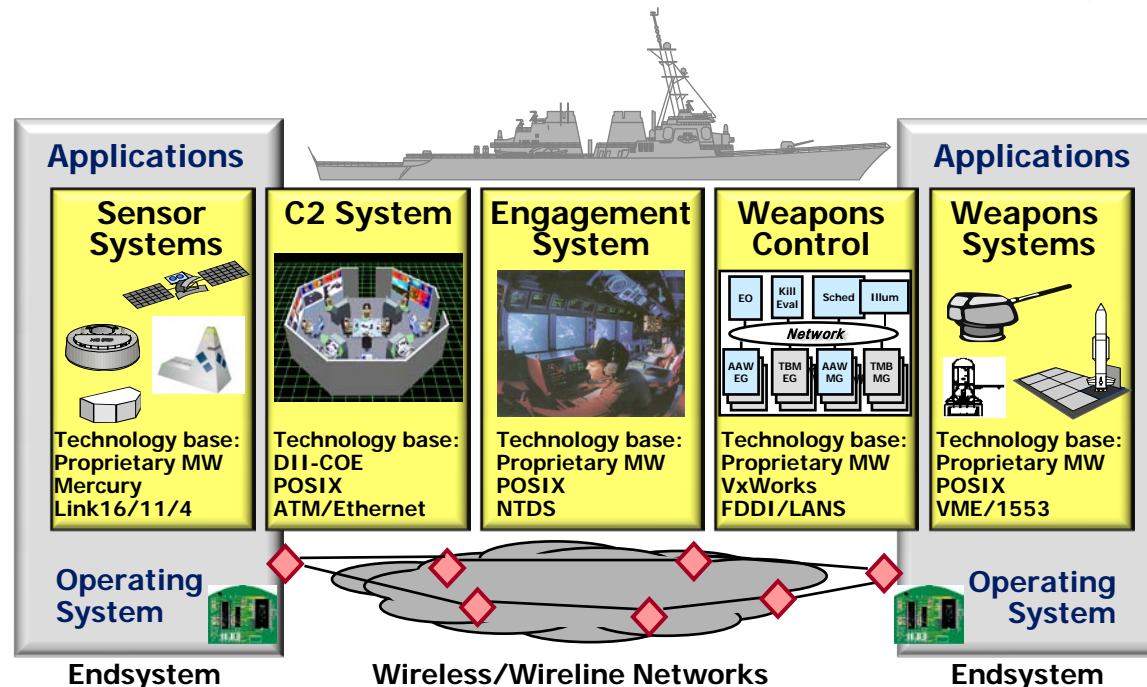 Applications
Applications
Sensor
Systems
Technology base:
Proprietary MW
Mercury
Link16/11/4
C2 System
Technology base:
DII-COE
POSIX
ATM/Ethernet
Engagement
System
Technology base:
Proprietary MW
POSIX
NTDS
Weapons
Control
EO
Kill
Eval
Sched
Illum
Network
AAW
EG
TBM
EG
AAW
MG
TMB
MG
Technology base:
Proprietary MW
VxWorks
FDDI/LANS
Weapons
Systems
Technology base:
Proprietary MW
POSIX
VME/1553
Operating
System
Operating
System
Endsystem
Wireless/Wireline Networks
Endsystem